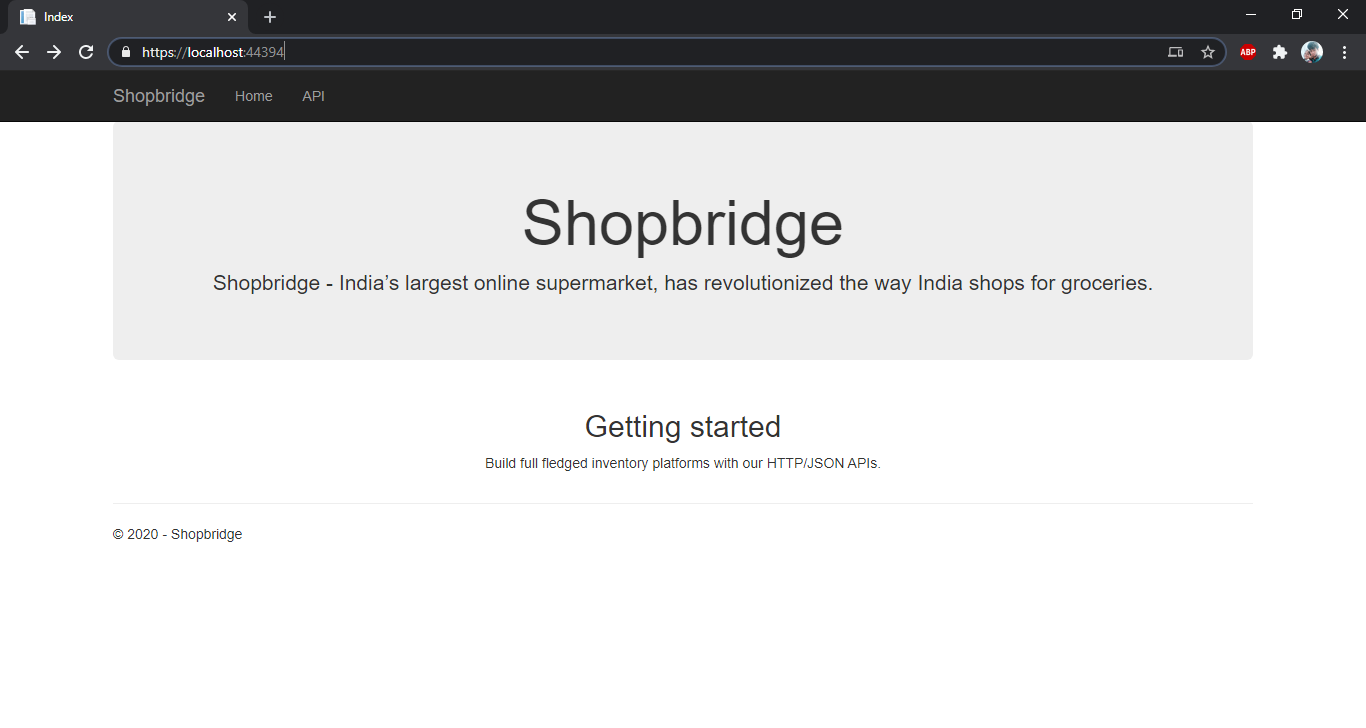 Index
https://localhost:44394
ABP
Shopbridge Home API
Shopbridge
Shopbridge - India’s largest online supermarket, has revolutionized the way India shops for groceries.
Getting started
Build full fledged inventory platforms with our HTTP/JSON APIs.
© 2020 - Shopbridge